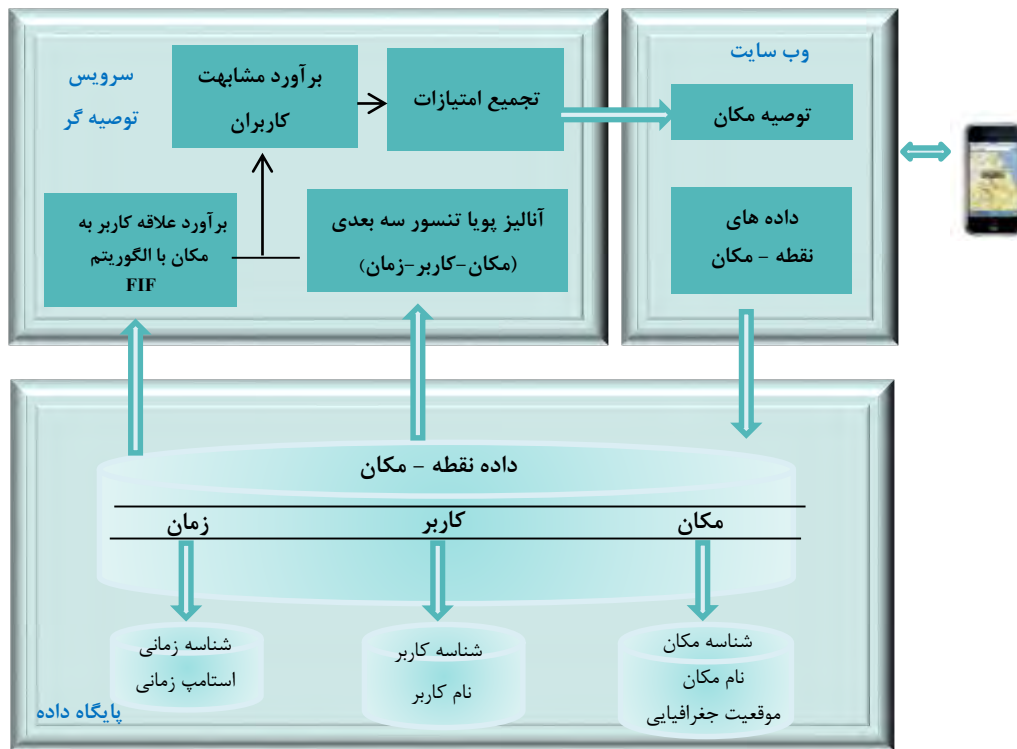 وب سایت
توصیه مکان
داده های
نقطه - مکان
سرویس
توصیه گر
برآورد مشابهت
کاربران
تجمیع امتیازات
برآورد علاقه کاربر به
مکان با الگوریتم
FIF
آنالیز پویا تنسور سه بعدی
(مکان-کاربر-زمان)
داده نقطه - مکان
مکان
کاربر
زمان
شناسه مکان
نام مکان
موقعیت جغرافیایی
شناسه کاربر
نام کاربر
شناسه زمانی
استامپ زمانی
پایگاه داده